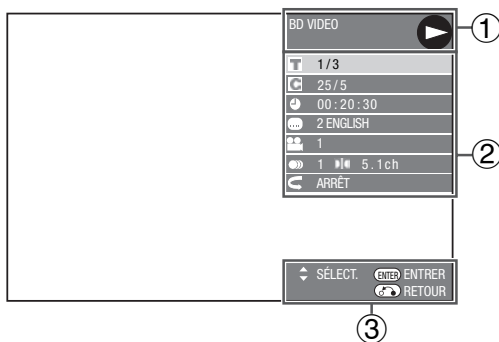 BD VIDEO
①
T 1/3
C 25/5
00:20:30
2 ENGLISH
1
1 5.1ch
ARRÊT
②
SÉLECT. ENTER ENTRER
RETOUR
③